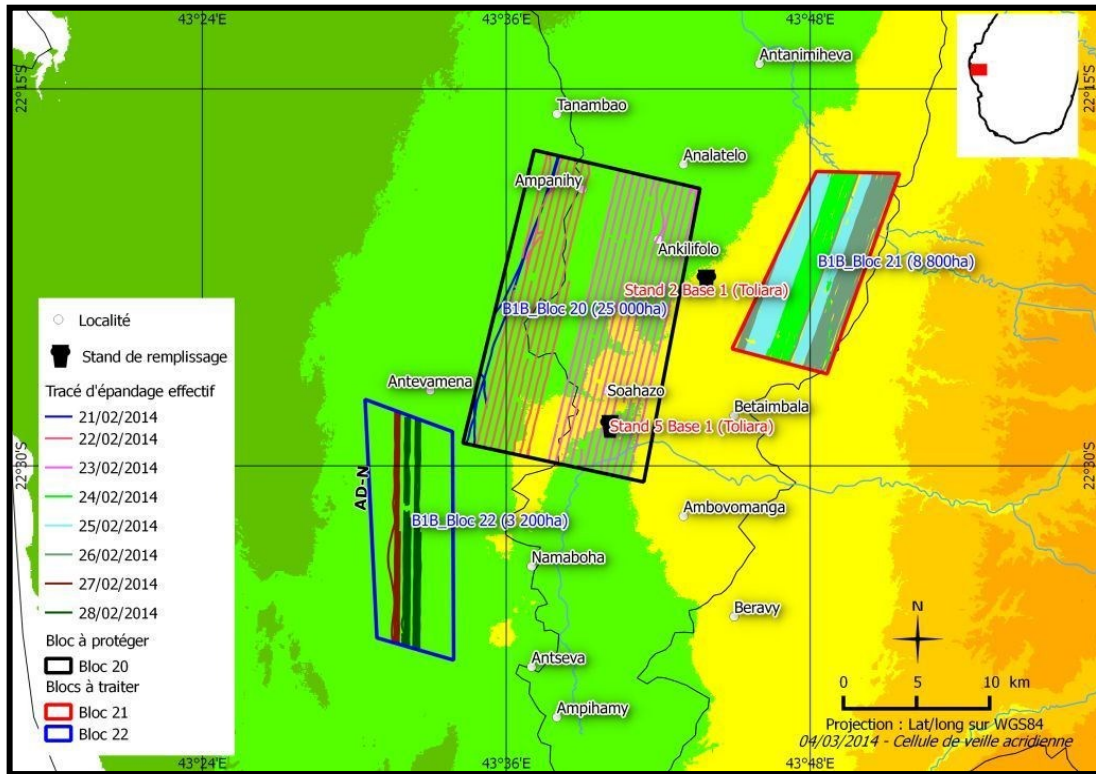 43°24'E
43°36'E
43°48'E
22°15'S
22°15'S
Antanimiheva
Tanambao
Analatelo
Ampanihy
Ankilifolo
B1B_Bloc 21 (8 800ha)
Stand 2 Base 1 (Toliara)
B1B_Bloc 20 (25 000ha)
Antevamena
Soahazo
Betaimbala
Stand 5 Base 1 (Toliara)
22°30'S
22°30'S
AD-N
B1B_Bloc 22 (3 200ha)
Ambovomanga
Namaboha
Beravy
Antseva
Ampihamy
Localité
Stand de remplissage
Tracé d'épandage effectif
21/02/2014
22/02/2014
23/02/2014
24/02/2014
25/02/2014
26/02/2014
27/02/2014
28/02/2014
Bloc à protéger
Bloc 20
Blocs à traiter
Bloc 21
Bloc 22
N
0 5 10 km
Projection : Lat/long sur WGS84
04/03/2014 - Cellule de veille acridienne
43°24'E
43°36'E
43°48'E